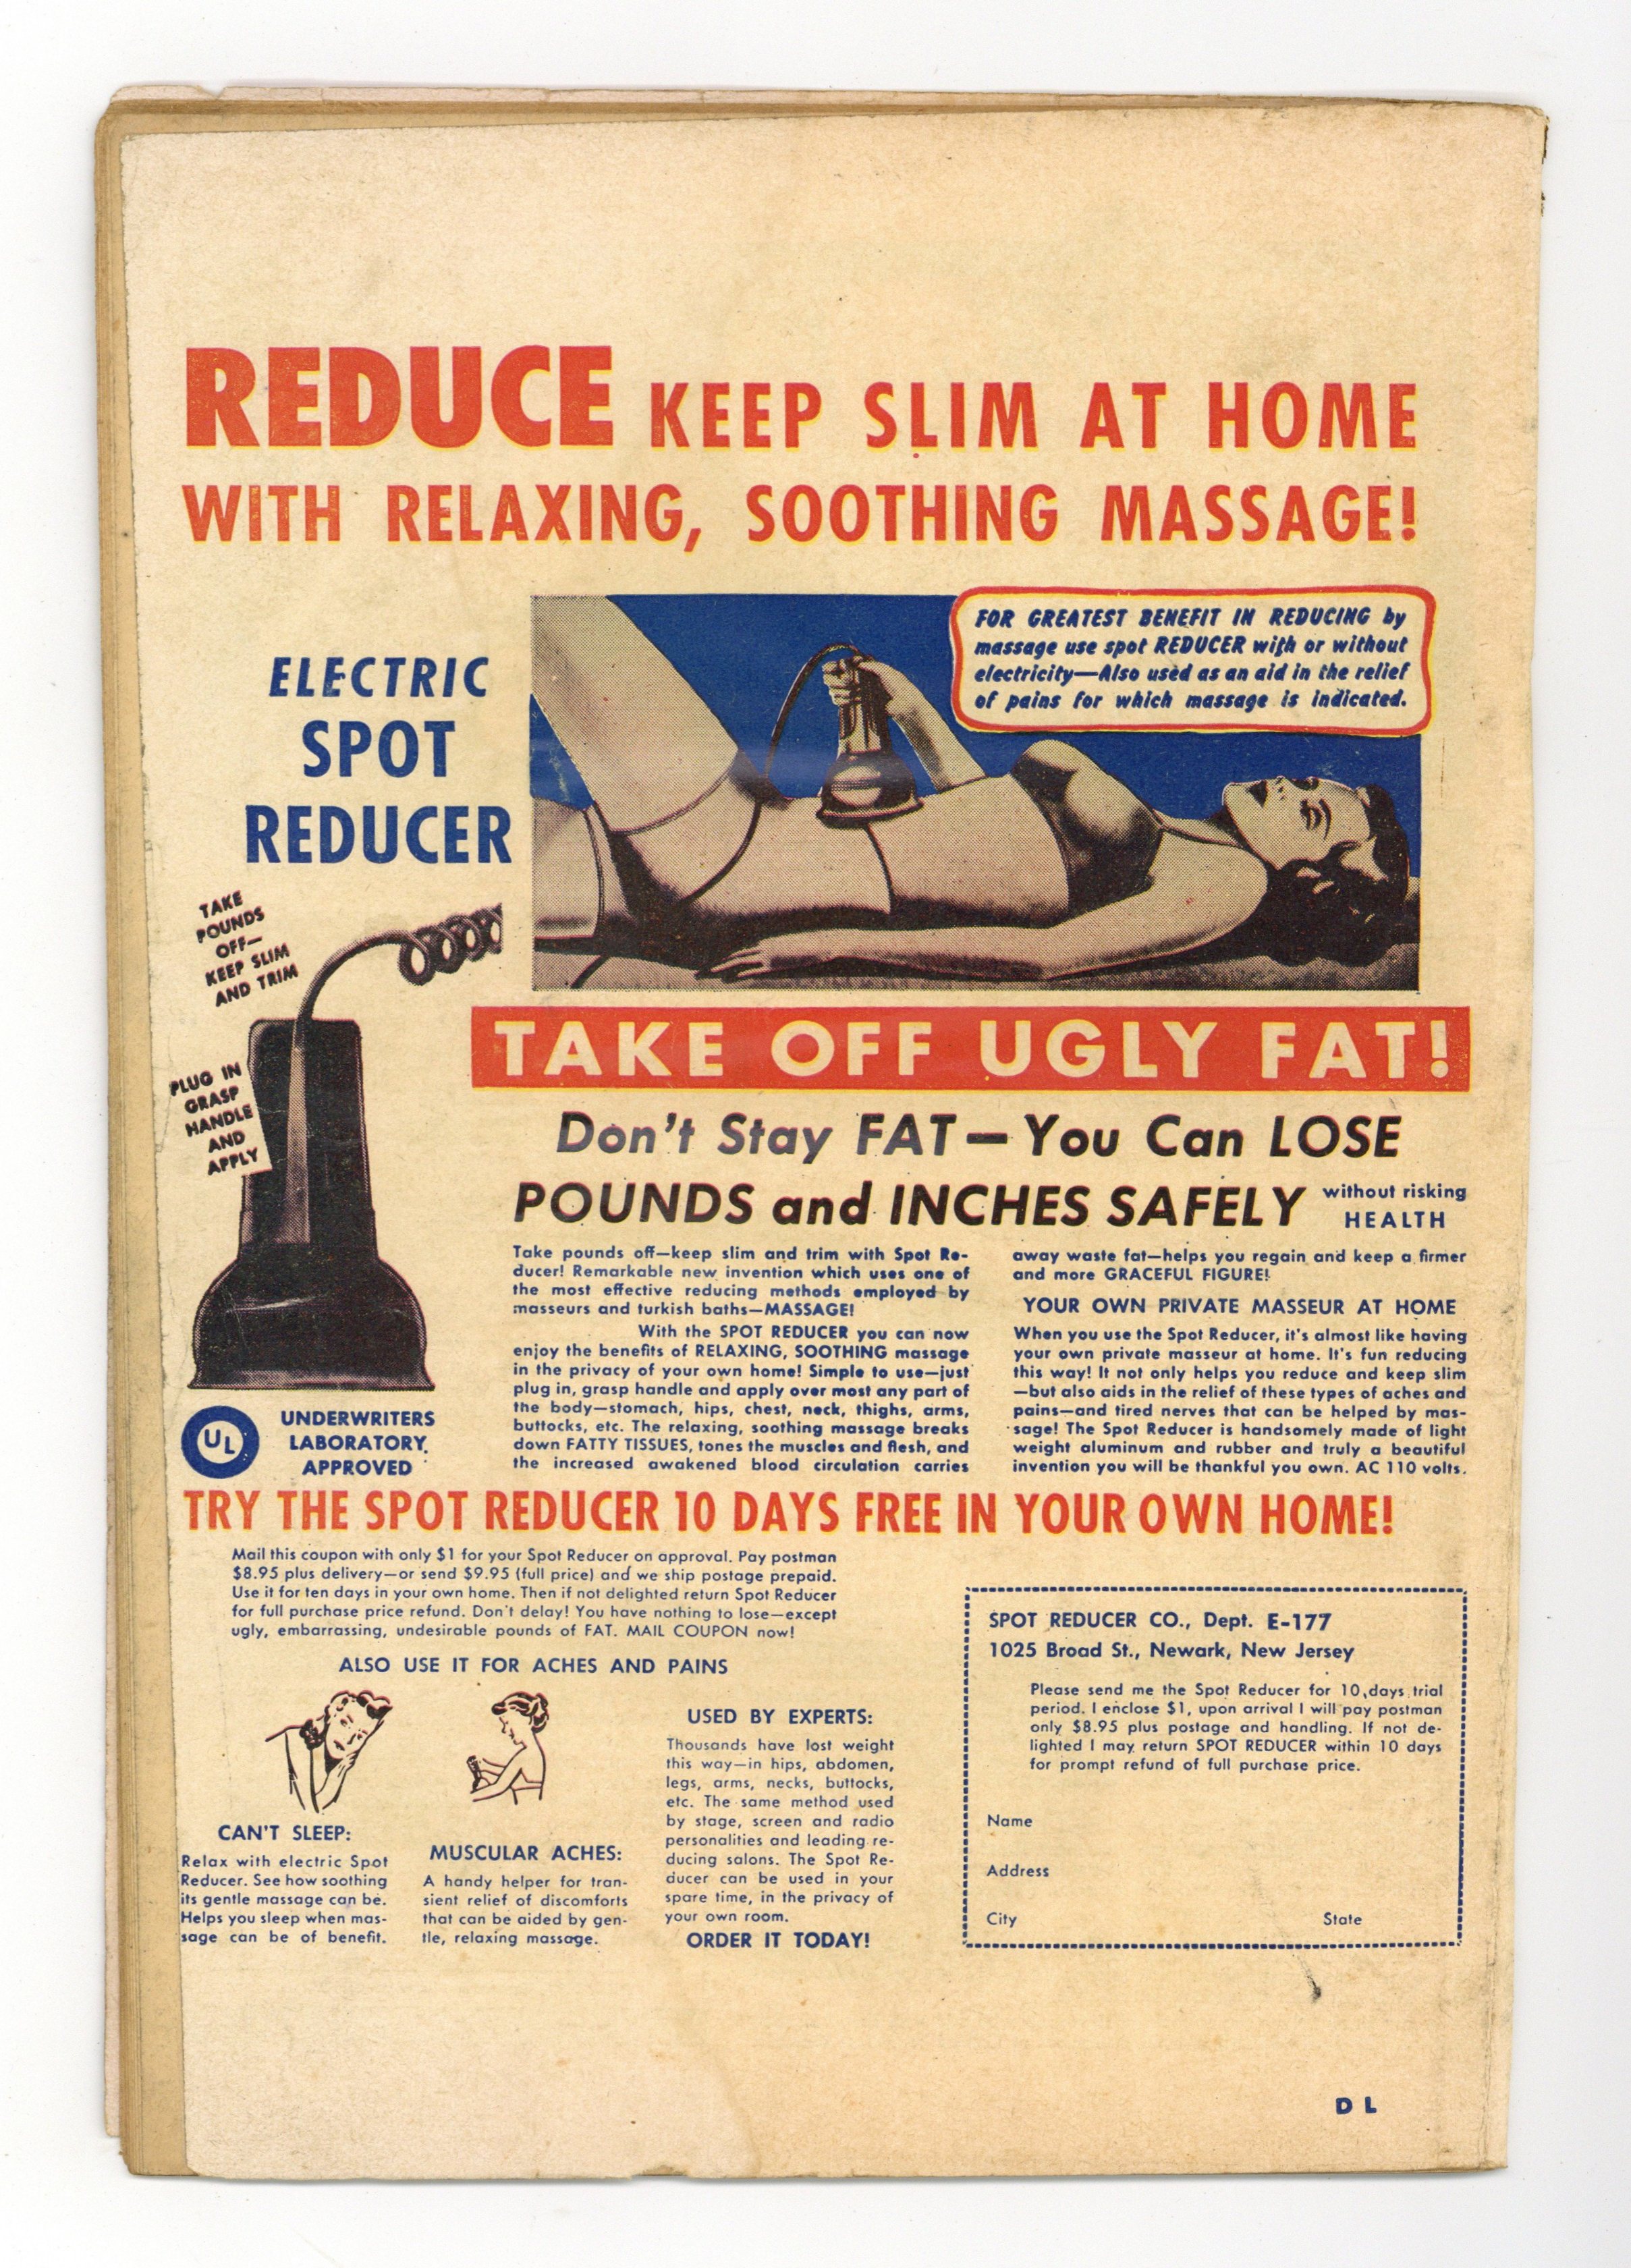 REDUCE KEEP SLIM AT HOME
WITH RELAXING, SOOTHING MASSAGE!
ELECTRIC
SPOT
REDUCER
FOR GREATEST BENEFIT IN REDUCING by
massage use spot REDUCER with or without
electricity—Also used as an aid in the relief
of pains for which massage is indicated.
TAKE
POUNDS
OFF—
KEEP SLIM
AND TRIM
PLUG IN
GRASP
HANDLE
AND
APPLY
UL
UNDERWRITERS
LABORATORY
APPROVED
TAKE OFF UGLY FAT!
Don't Stay FAT—You Can LOSE
POUNDS and INCHES SAFELY
without risking
HEALTH
Take pounds off—keep slim and trim with Spot Re-
ducer! Remarkable new invention which uses one of
the most effective reducing methods employed by
masseurs and turkish baths—MASSAGE!
With the SPOT REDUCER you can now
enjoy the benefits of RELAXING, SOOTHING massage
in the privacy of your own home! Simple to use—just
plug in, grasp handle and apply over most any part of
the body—stomach, hips, chest, neck, thighs, arms,
buttocks, etc. The relaxing, soothing massage breaks
down FATTY TISSUES, tones the muscles and flesh, and
the increased awakened blood circulation carries
away waste fat—helps you regain and keep a firmer
and more GRACEFUL FIGURE!
YOUR OWN PRIVATE MASSEUR AT HOME
When you use the Spot Reducer, it's almost like having
your own private masseur at home. It's fun reducing
this way! It not only helps you reduce and keep slim
—but also aids in the relief of these types of aches and
pains—and tired nerves that can be helped by mas-
sage! The Spot Reducer is handsomely made of light
weight aluminum and rubber and truly a beautiful
invention you will be thankful you own. AC 110 volts.
TRY THE SPOT REDUCER 10 DAYS FREE IN YOUR OWN HOME!
Mail this coupon with only $1 for your Spot Reducer on approval. Pay postman
$8.95 plus delivery—or send $9.95 (full price) and we ship postage prepaid.
Use it for ten days in your own home. Then if not delighted return Spot Reducer
for full purchase price refund. Don't delay! You have nothing to lose—except
ugly, embarrassing, undesirable pounds of FAT. MAIL COUPON now!
ALSO USE IT FOR ACHES AND PAINS
CAN'T SLEEP:
Relax with electric Spot
Reducer. See how soothing
its gentle massage can be.
Helps you sleep when mas-
sage can be of benefit.
MUSCULAR ACHES:
A handy helper for tran-
sient relief of discomforts
that can be aided by gen-
tle, relaxing massage.
USED BY EXPERTS:
Thousands have lost weight
this way—in hips, abdomen,
legs, arms, necks, buttocks,
etc. The same method used
by stage, screen and radio
personalities and leading re-
ducing salons. The Spot Re-
ducer can be used in your
spare time, in the privacy of
your own room.
ORDER IT TODAY!
SPOT REDUCER CO., Dept. E-177
1025 Broad St., Newark, New Jersey
Please send me the Spot Reducer for 10 days trial
period. I enclose $1, upon arrival I will pay postman
only $8.95 plus postage and handling. If not de-
lighted I may return SPOT REDUCER within 10 days
for prompt refund of full purchase price.
Name
Address
City State
D L